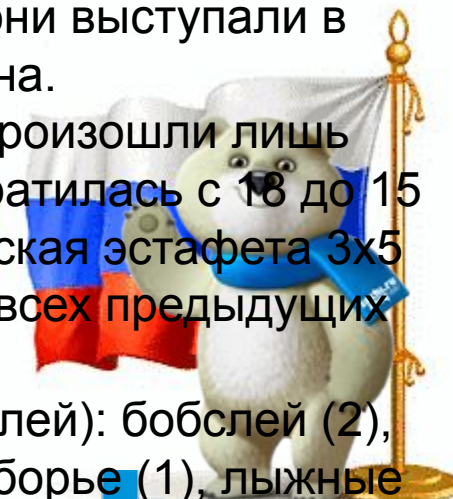 они выступали в
на.
роизошли лишь
ратилась с 18 до 15
ская эстафета 3x5
всех предыдущих
лей): бобслей (2),
борье (1), лыжные